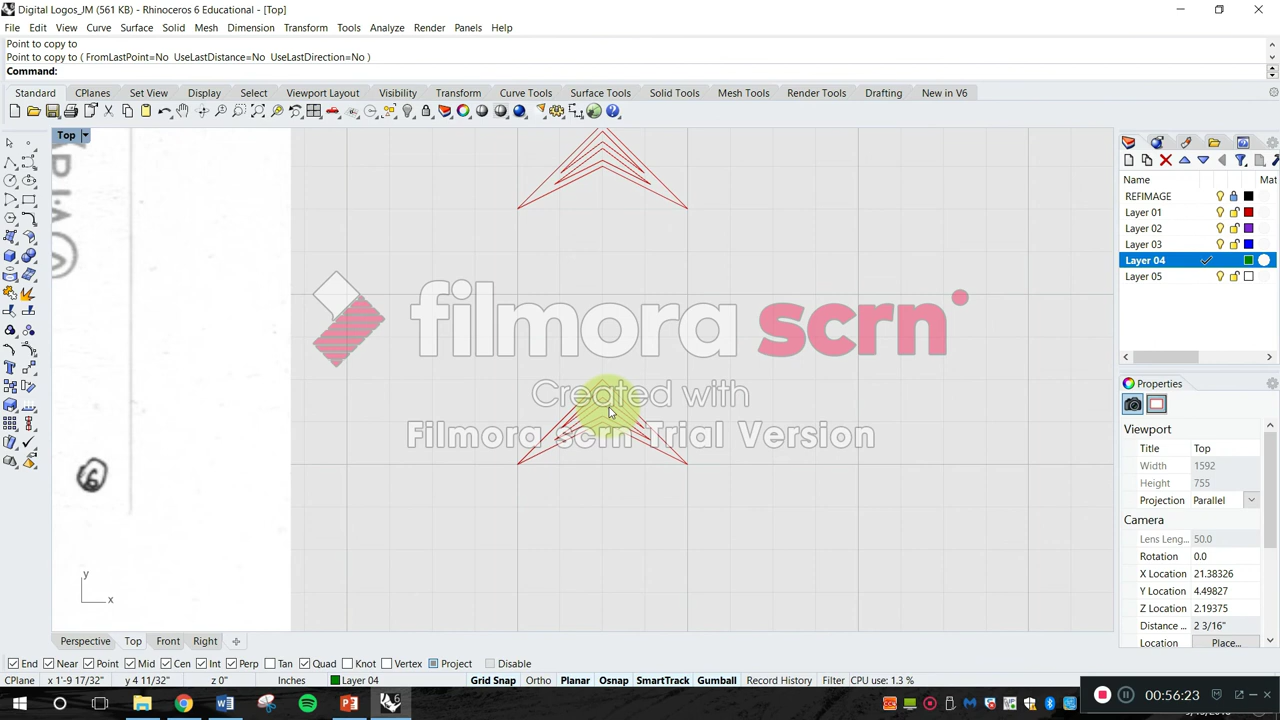 Digital Logos_JM (561 KB) - Rhinoceros 6 Educational - [Top]
File Edit View Curve Surface Solid Mesh Dimension Transform Tools Analyze Render Panels Help
Point to copy to
Point to copy to ( FromLastPoint=No UseLastDistance=No UseLastDirection=No )
Command:
Standard CPlanes Set View Display Select Viewport Layout Visibility Transform Curve Tools Surface Tools Solid Tools Mesh Tools Render Tools Drafting New in V6
Top
Name Mat
REFIMAGE
Layer 01
Layer 02
Layer 03
Layer 04
Layer 05
filmora scrn
Created with
Filmora scrn Trial Version
6
y
x
Properties
Viewport
Title Top
Width 1592
Height 755
Projection Parallel
Camera
Lens Leng... 50.0
Rotation 0.0
X Location 21.38326
Y Location 4.49827
Z Location 2.19375
Distance ... 2 3/16"
Location Place...
Perspective Top Front Right
End Near Point Mid Cen Int Perp Tan Quad Knot Vertex Project Disable
CPlane x 1'-9 17/32" y 4 11/32" z 0" Inches Layer 04 Grid Snap Ortho Planar Osnap SmartTrack Gumball Record History Filter CPU use: 1.3 %
00:56:23